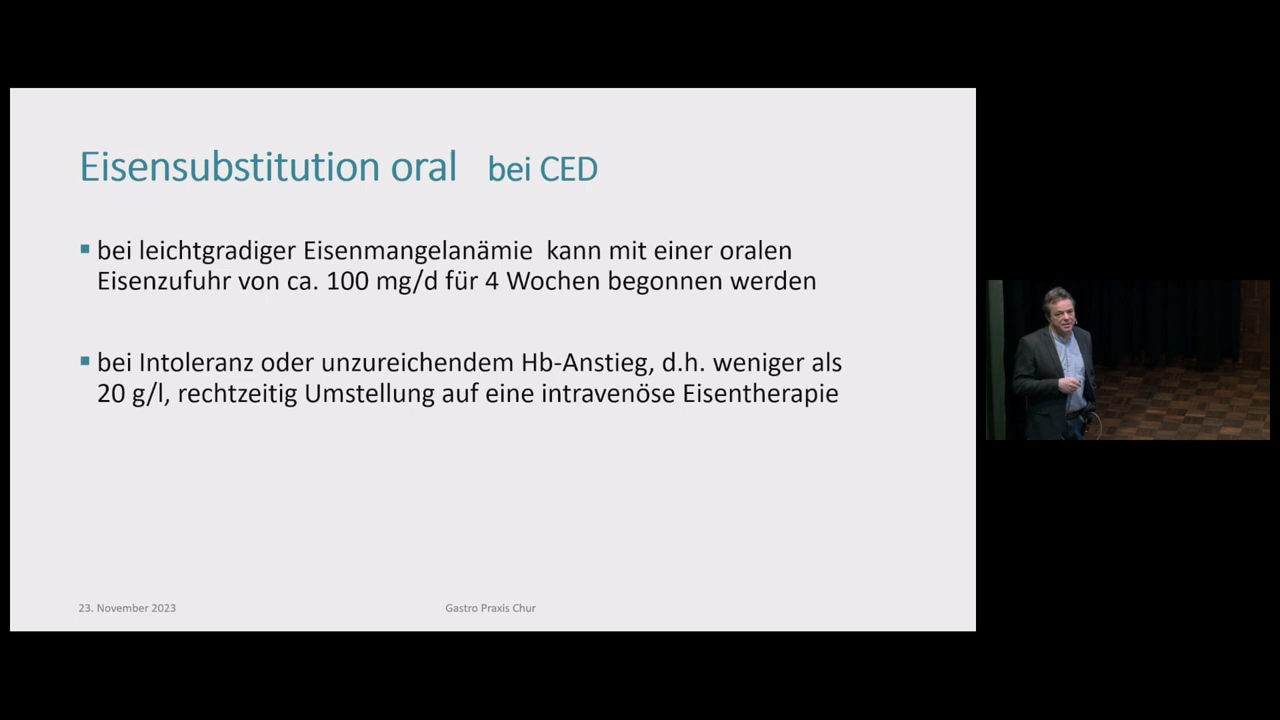 Eisensubstitution oral bei CED
▪ bei leichtgradiger Eisenmangelanämie kann mit einer oralen
Eisenzufuhr von ca. 100 mg/d für 4 Wochen begonnen werden
▪ bei Intoleranz oder unzureichendem Hb-Anstieg, d.h. weniger als
20 g/l, rechtzeitig Umstellung auf eine intravenöse Eisentherapie
23. November 2023
Gastro Praxis Chur